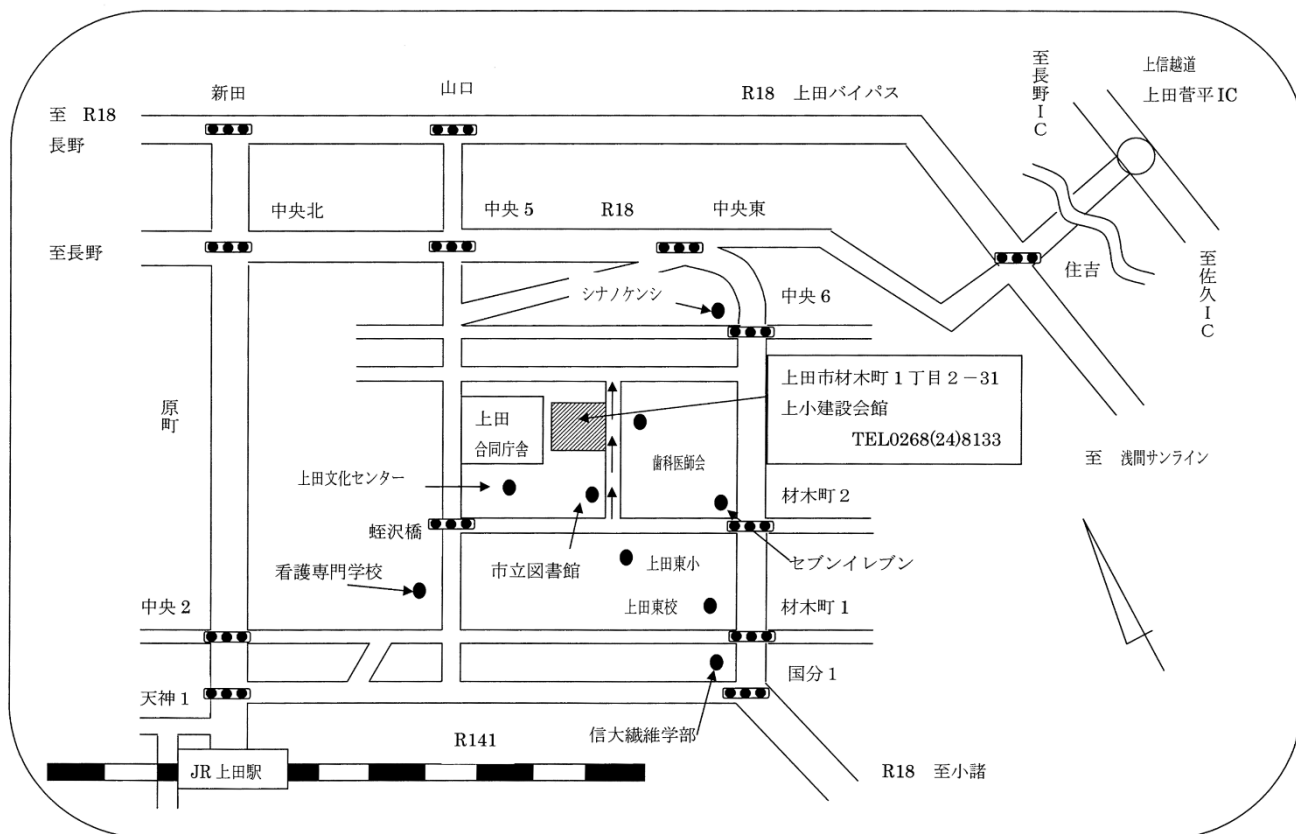 新田
山口
R18 上田バイパス
至長野IC
上信越道
上田菅平IC
至 R18
長野
中央北
中央5
R18
中央東
至長野
住吉
至佐久IC
シナノケンシ
中央6
原町
上田
合同庁舎
上田市材木町1丁目2-31
上小建設会館
TEL0268(24)8133
歯科医師会
至 浅間サンライン
上田文化センター
材木町2
蛭沢橋
市立図書館
上田東小
セブンイレブン
看護専門学校
中央2
上田東校
材木町1
天神1
国分1
信大繊維学部
R141
JR上田駅
R18 至小諸